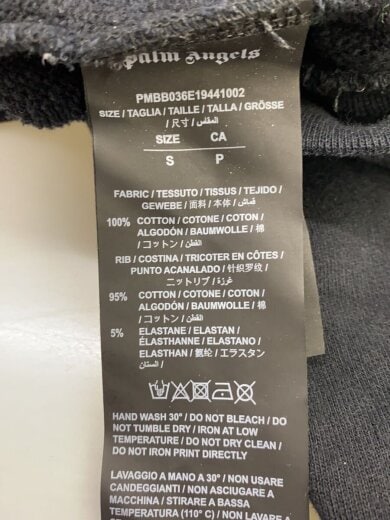 Palm Angels
PMBB036E19441002
SIZE / TAGLIA / TAILLE / TALLA / GRÖSSE
/ 尺寸 / المقاس /
SIZE CA
S P
FABRIC / TESSUTO / TISSUS / TEJIDO /
GEWEBE / 面料 / 本体 / قماش /
100% COTTON / COTONE / COTON /
ALGODÓN / BAUMWOLLE / 棉
/ コットン / القطن /
RIB / COSTINA / TRICOTER EN CÔTES /
PUNTO ACANALADO / 针织罗纹 /
ニットリブ / غرزة /
95% COTTON / COTONE / COTON /
ALGODÓN / BAUMWOLLE / 棉
/ コットン / القطن /
5% ELASTANE / ELASTAN /
ÉLASTHANNE / ELASTANO /
ELASTHAN / 氨纶 / エラスタン
/ الستان /
HAND WASH 30° / DO NOT BLEACH / DO
NOT TUMBLE DRY / IRON AT LOW
TEMPERATURE / DO NOT DRY CLEAN /
DO NOT IRON PRINT DIRECTLY
LAVAGGIO A MANO A 30° / NON USARE
CANDEGGIANTI / NON ASCIUGARE A
MACCHINA / STIRARE A BASSA
TEMPERATURA (110° C) / NON LAVARE A